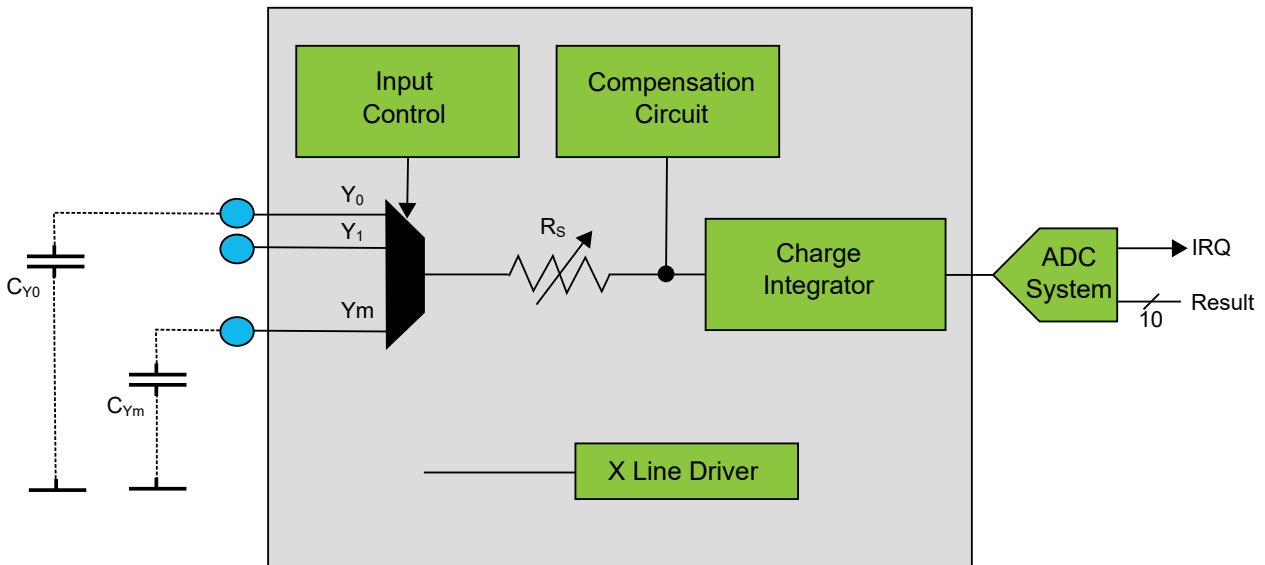 Input
Control
Compensation
Circuit
Y0
Y1
Ym
RS
Charge
Integrator
ADC
System
IRQ
Result
10
CY0
CYm
X Line Driver